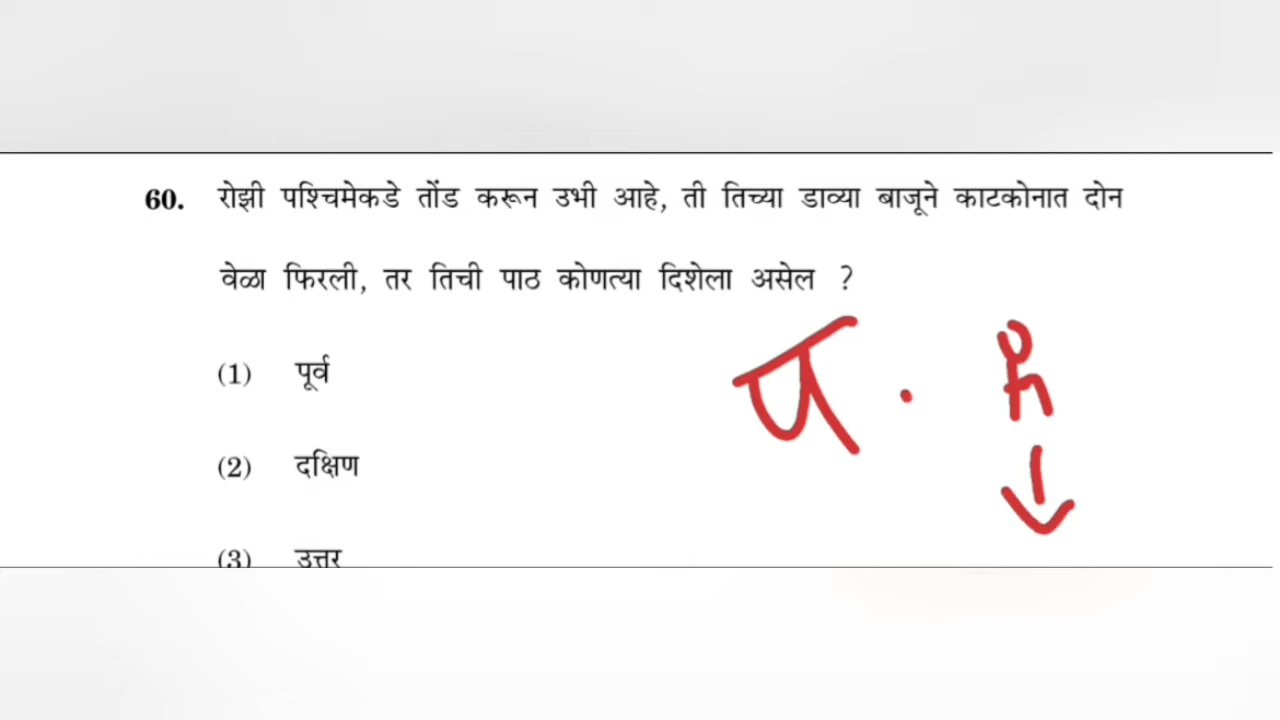 60. रोझी पश्चिमेकडे तोंड करून उभी आहे, ती तिच्या डाव्या बाजूने काटकोनात दोन
वेळा फिरली, तर तिची पाठ कोणत्या दिशेला असेल ?
(1) पूर्व
(2) दक्षिण
(3) उत्तर
प .